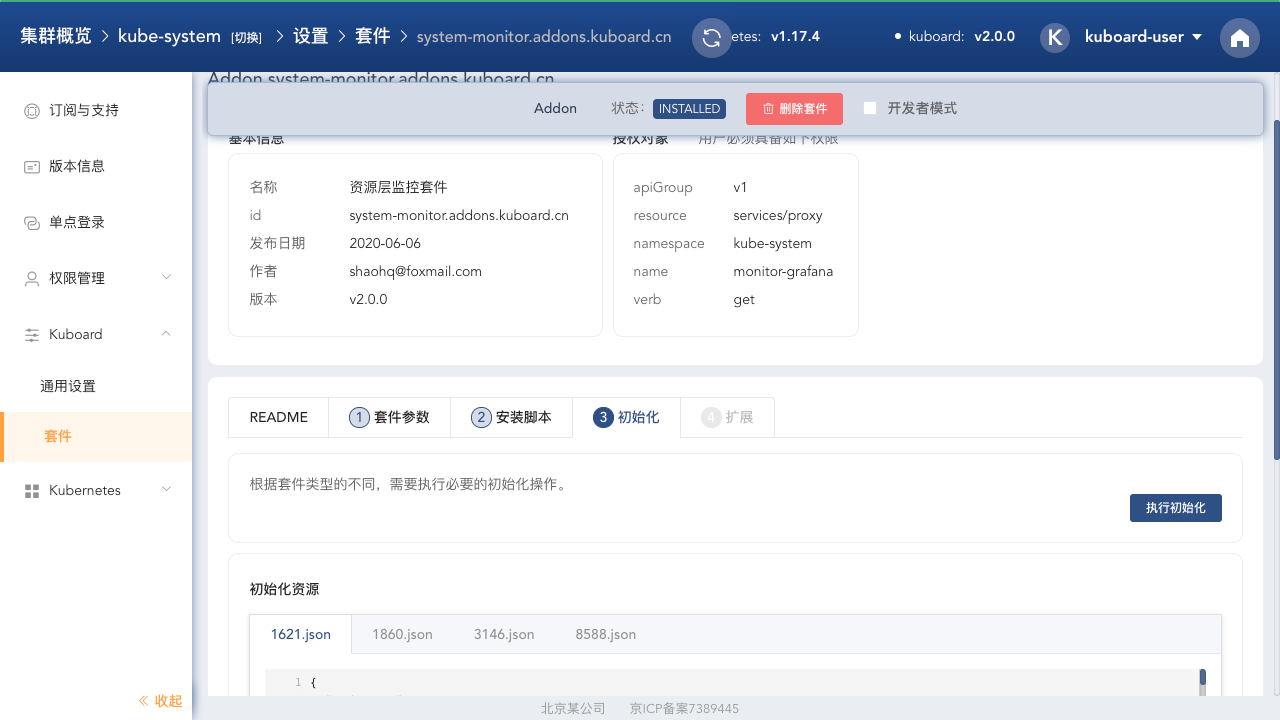 集群概览 > kube-system [切换] > 设置 > 套件 > system-monitor.addons.kuboard.cn etes: v1.17.4 • kuboard: v2.0.0 K kuboard-user
订阅与支持
版本信息
单点登录
权限管理
Kuboard
通用设置
套件
Kubernetes
收起
Addon system-monitor.addons.kuboard.cn
Addon 状态： INSTALLED 删除套件 开发者模式
基本信息
名称 资源层监控套件
id system-monitor.addons.kuboard.cn
发布日期 2020-06-06
作者 shaohq@foxmail.com
版本 v2.0.0
授权对象 用户必须具备如下权限
apiGroup v1
resource services/proxy
namespace kube-system
name monitor-grafana
verb get
README 1 套件参数 2 安装脚本 3 初始化 4 扩展
根据套件类型的不同，需要执行必要的初始化操作。
执行初始化
初始化资源
1621.json 1860.json 3146.json 8588.json
1 {
北京某公司 京ICP备案7389445